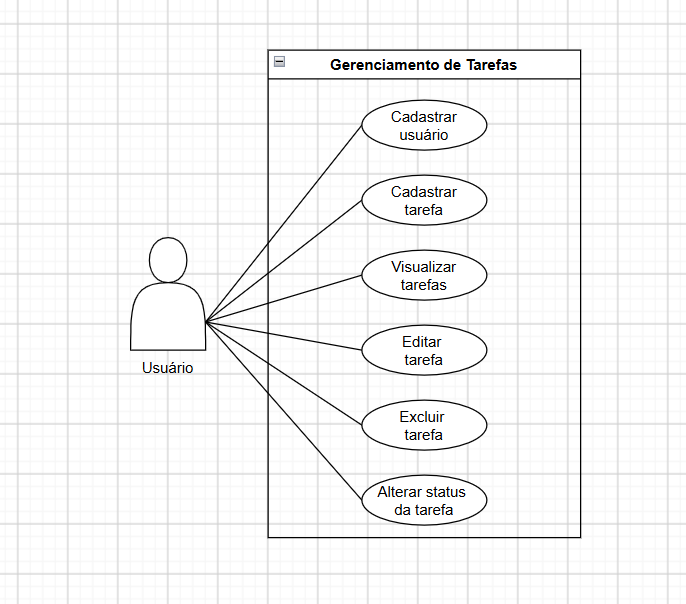 Gerenciamento de Tarefas
Cadastrar
usuário
Cadastrar
tarefa
Visualizar
tarefas
Editar
tarefa
Excluir
tarefa
Alterar status
da tarefa
Usuário